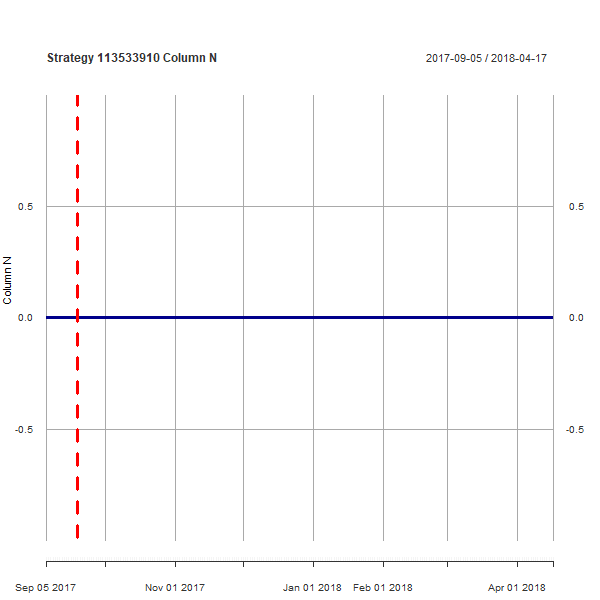 Strategy 113533910 Column N
2017-09-05 / 2018-04-17
0.5 0.5
Column N
0.0 0.0
-0.5 -0.5
Sep 05 2017 Nov 01 2017 Jan 01 2018 Feb 01 2018 Apr 01 2018